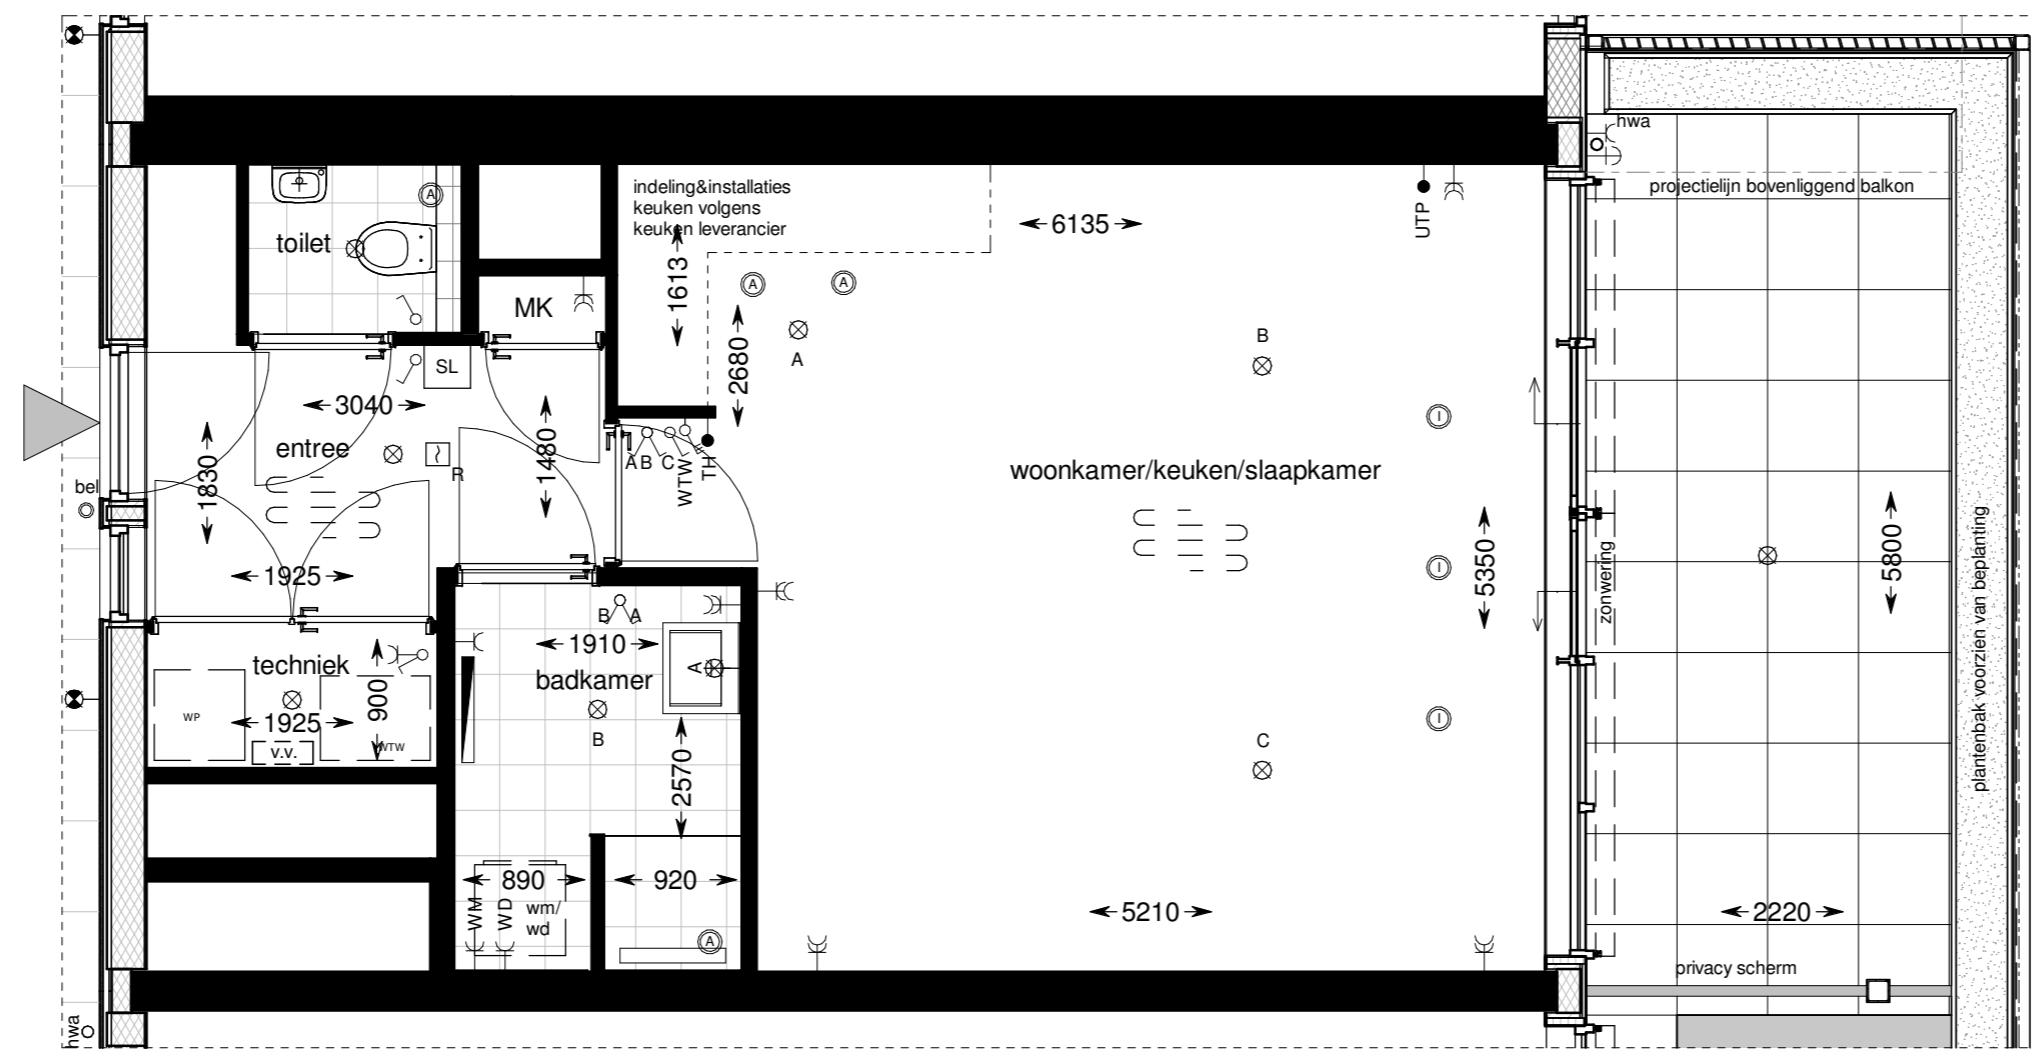 hwa
projectielijn bovenliggend balkon
indeling&installaties
keuken volgens
keuken leverancier
6135
UTP
toilet
A
1613
MK
A
A
A
2680
B
SL
3040
entree
1830
1480
R
bel
A B C
WTW
TH
I
woonkamer/keuken/slaapkamer
I
5350
zonwering
5800
plantenbak voorzien van beplanting
1925
B A
1910
badkamer
A
B
techniek
900
WP
1925
WTW
v.v.
2570
I
C
890
920
WM
WD
wm/
wd
A
5210
2220
privacy scherm
hwa